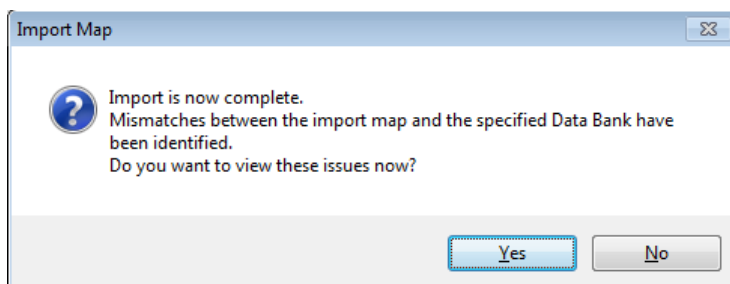 Import Map
Import is now complete.
Mismatches between the import map and the specified Data Bank have
been identified.
Do you want to view these issues now?
Yes
No